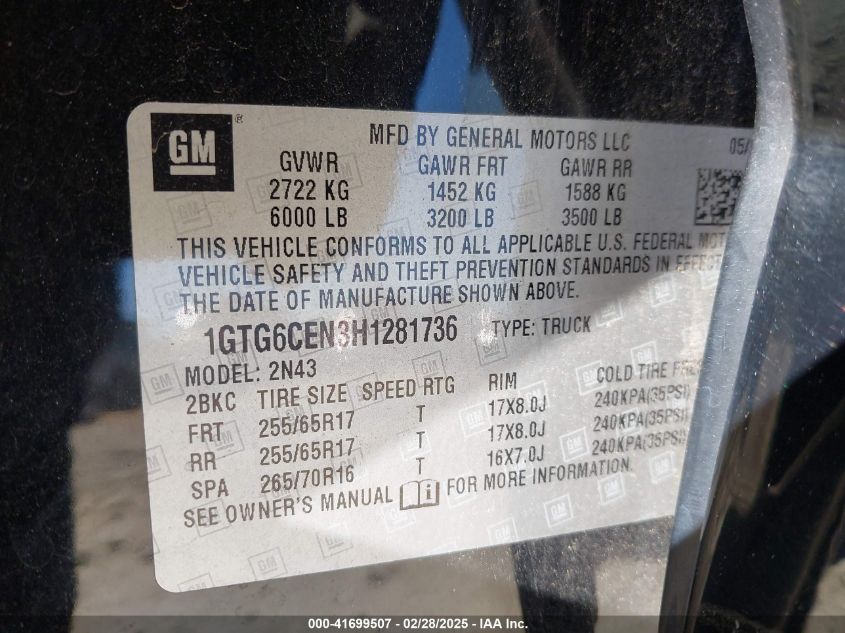 GM ®
MFD BY GENERAL MOTORS LLC 05/
GVWR GAWR FRT GAWR RR
2722 KG 1452 KG 1588 KG
6000 LB 3200 LB 3500 LB
THIS VEHICLE CONFORMS TO ALL APPLICABLE U.S. FEDERAL MOT
VEHICLE SAFETY AND THEFT PREVENTION STANDARDS IN EFFECT
THE DATE OF MANUFACTURE SHOWN ABOVE.
1GTG6CEN3H1281736 TYPE: TRUCK
MODEL: 2N43
2BKC TIRE SIZE SPEED RTG RIM COLD TIRE PRE
FRT 255/65R17 T 17X8.0J 240KPA(35PSI)
RR 255/65R17 T 17X8.0J 240KPA(35PSI)
SPA 265/70R16 T 16X7.0J 240KPA(35PSI)
SEE OWNER'S MANUAL FOR MORE INFORMATION.
000-41699507 - 02/28/2025 - IAA Inc.